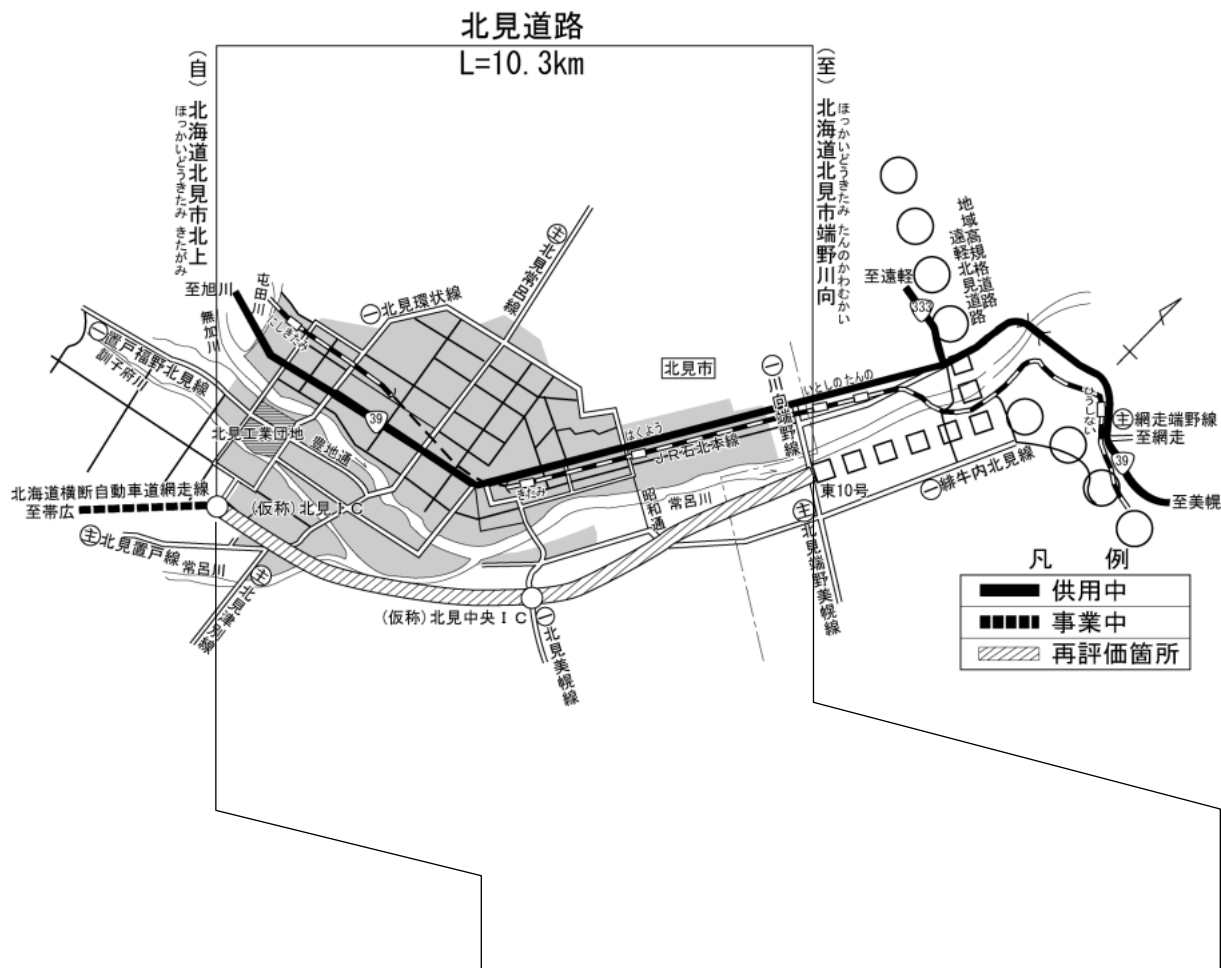 北見道路
L=10.3km
(自)
北海道北見市北上
ほっかいどうきたみ きたがみ
(至)
北海道北見市端野川向
ほっかいどうきたみ たんのかわむかい
地域高規格道路
遠軽北見道路
至遠軽
333
至旭川
屯田川
にしきたみ
無加川
㊀北見環状線
㊀置戸福野北見線
訓子府川
主北見常呂線
北見市
㊀川向端野線
いとしの
たんの
39
北見工業団地
豊地通
はくよう
JR石北本線
きたみ
昭和通
常呂川
東10号
㊀緋牛内北見線
ひうしない
主網走端野線
至網走
39
至美幌
北海道横断自動車道網走線
至帯広
(仮称)北見IC
主北見置戸線
常呂川
主北見津別線
(仮称)北見中央IC
㊀北見美幌線
主北見端野美幌線
凡 例
供用中
事業中
再評価箇所